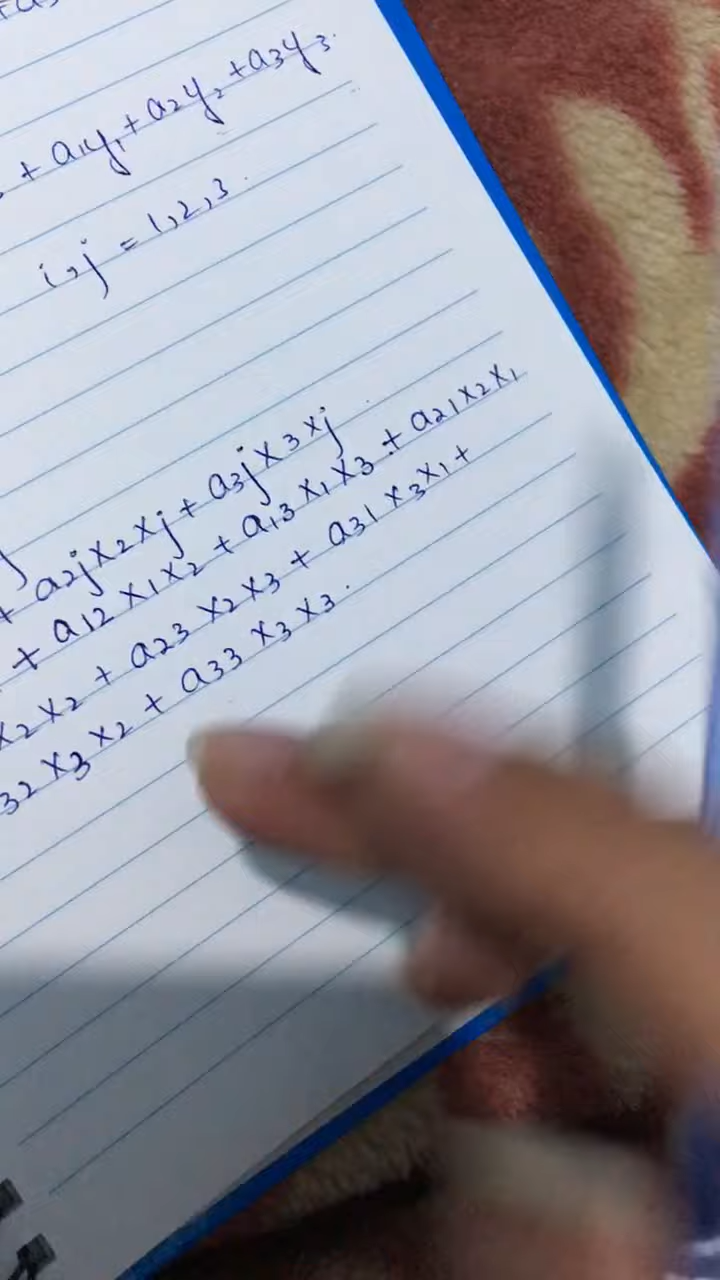 + a1y1 + a2y2 + a3y3.
i, j = 1, 2, 3.
+ a2jx2xj + a3jx3xj.
+ a12x1x2 + a13x1x3 + a21x2x1
x2x2 + a23x2x3 + a31x3x1 +
32x3x2 + a33x3x3.